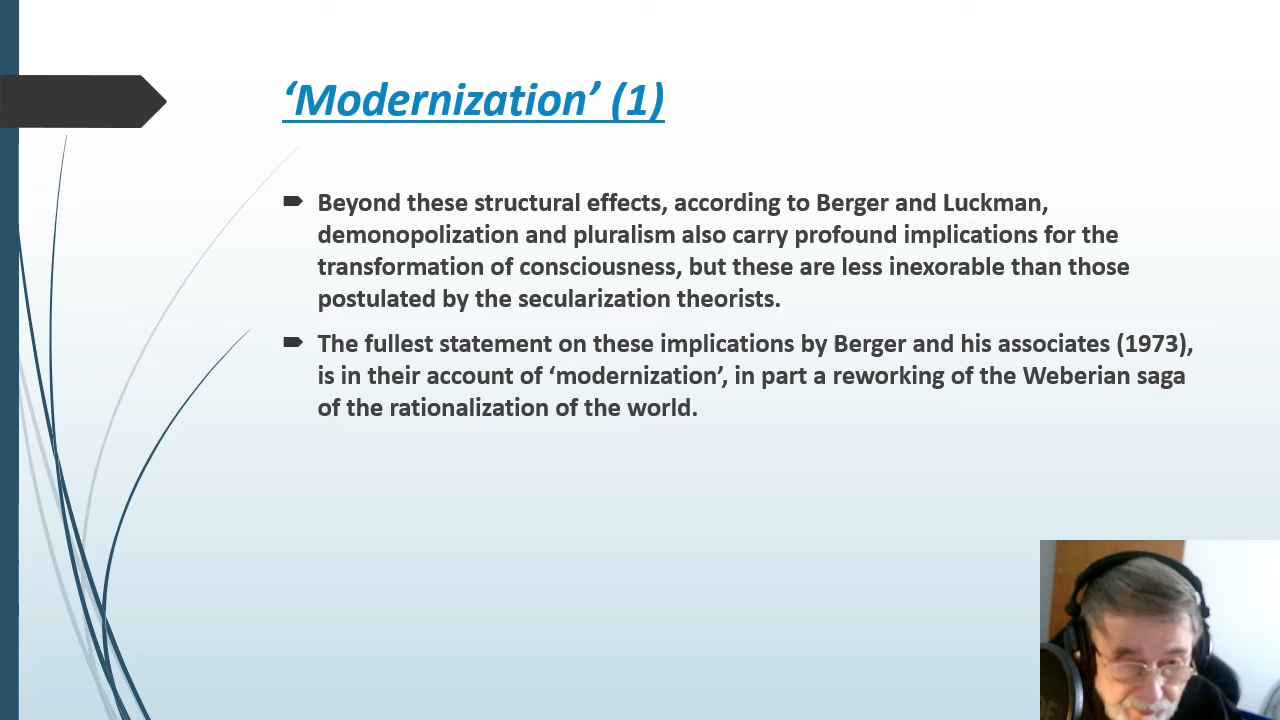 ‘Modernization’ (1)
Beyond these structural effects, according to Berger and Luckman,
demonopolization and pluralism also carry profound implications for the
transformation of consciousness, but these are less inexorable than those
postulated by the secularization theorists.
The fullest statement on these implications by Berger and his associates (1973),
is in their account of ‘modernization’, in part a reworking of the Weberian saga
of the rationalization of the world.